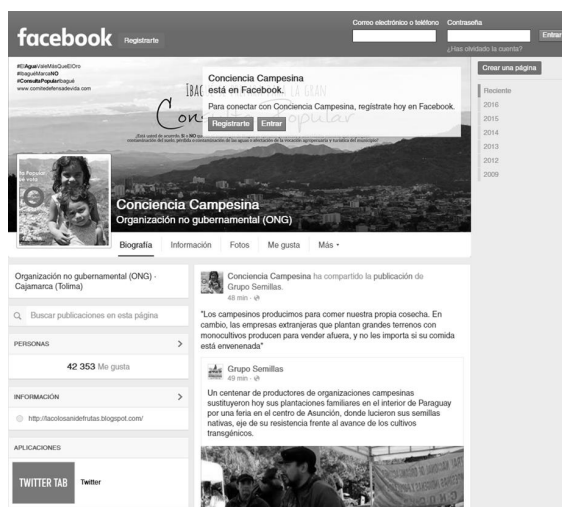 facebook
Registrarte
Correo electrónico o teléfono
Contraseña
Entrar
¿Has olvidado la cuenta?
#ElAguaValeMásQueElOro
#IbaguéMarcaNO
#ConsultaPopularIbagué
www.comitedefensadevida.com
LA GRAN
Consulta Popular
Conciencia Campesina
está en Facebook.
Para conectar con Conciencia Campesina, regístrate hoy en Facebook.
Registrarte
Entrar
Crear una página
Reciente
2016
2015
2014
2013
2012
2009
Conciencia Campesina
Organización no gubernamental (ONG)
Biografía
Información
Fotos
Me gusta
Más
Organización no gubernamental (ONG) ·
Cajamarca (Tolima)
Buscar publicaciones en esta página
PERSONAS
42 353 Me gusta
INFORMACIÓN
http://lacolosanidefrutas.blogspot.com/
APLICACIONES
TWITTER TAB
Twitter
Conciencia Campesina ha compartido la publicación de
Grupo Semillas.
48 min ·
"Los campesinos producimos para comer nuestra propia cosecha. En
cambio, las empresas extranjeras que plantan grandes terrenos con
monocultivos producen para vender afuera, y no les importa si su comida
está envenenada"
Grupo Semillas
49 min ·
Un centenar de productores de organizaciones campesinas
sustituyeron hoy sus plantaciones familiares en el interior de Paraguay
por una feria en el centro de Asunción, donde lucieron sus semillas
nativas, eje de su resistencia frente al avance de los cultivos
transgénicos.